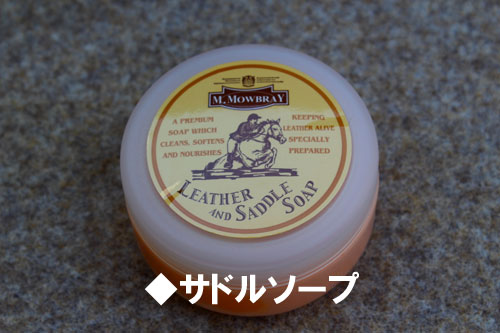 M. MOWBRAY
A PREMIUM
SOAP WHICH
CLEANS, SOFTENS
AND NOURISHES
KEEPING
LEATHER ALIVE
SPECIALLY
PREPARED
LEATHER
AND SADDLE
SOAP
◆サドルソープ